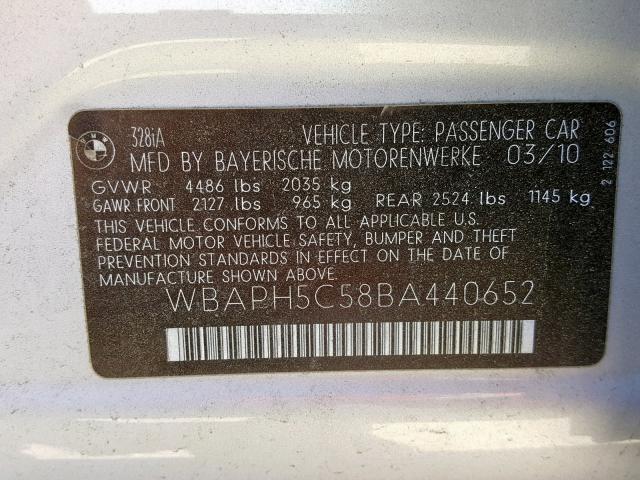 BMW
328iA VEHICLE TYPE: PASSENGER CAR
MFD BY BAYERISCHE MOTORENWERKE 03/10
GVWR 4486 lbs 2035 kg
GAWR FRONT 2127 lbs 965 kg REAR 2524 lbs 1145 kg
THIS VEHICLE CONFORMS TO ALL APPLICABLE U.S.
FEDERAL MOTOR VEHICLE SAFETY, BUMPER AND THEFT
PREVENTION STANDARDS IN EFFECT ON THE DATE OF
MANUFACTURE SHOWN ABOVE.
WBAPH5C58BA440652
2 122 606